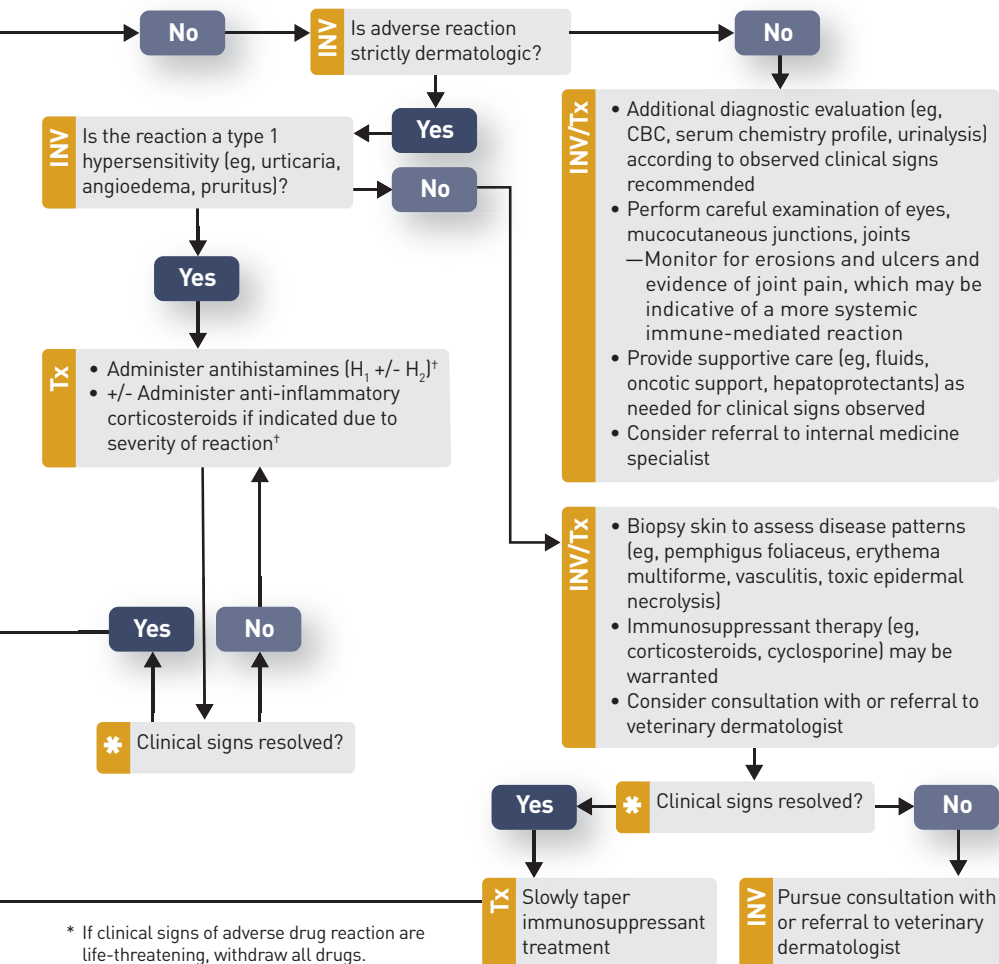 No
INV
Is adverse reaction
strictly dermatologic?
No
Yes
INV
Is the reaction a type 1
hypersensitivity (eg, urticaria,
angioedema, pruritus)?
No
Yes
INV/Tx
• Additional diagnostic evaluation (eg,
CBC, serum chemistry profile, urinalysis)
according to observed clinical signs
recommended
• Perform careful examination of eyes,
mucocutaneous junctions, joints
—Monitor for erosions and ulcers and
evidence of joint pain, which may be
indicative of a more systemic
immune-mediated reaction
• Provide supportive care (eg, fluids,
oncotic support, hepatoprotectants) as
needed for clinical signs observed
• Consider referral to internal medicine
specialist
Tx
• Administer antihistamines (H₁ +/- H₂)†
• +/- Administer anti-inflammatory
corticosteroids if indicated due to
severity of reaction†
INV/Tx
• Biopsy skin to assess disease patterns
(eg, pemphigus foliaceus, erythema
multiforme, vasculitis, toxic epidermal
necrolysis)
• Immunosuppressant therapy (eg,
corticosteroids, cyclosporine) may be
warranted
• Consider consultation with or referral to
veterinary dermatologist
Yes
No
* Clinical signs resolved?
Yes
* Clinical signs resolved?
No
Tx
Slowly taper
immunosuppressant
treatment
INV
Pursue consultation with
or referral to veterinary
dermatologist
* If clinical signs of adverse drug reaction are
life-threatening, withdraw all drugs.